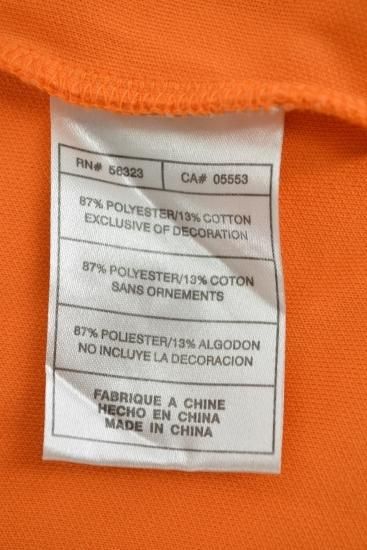 RN# 56323 CA# 05553
87% POLYESTER/13% COTTON
EXCLUSIVE OF DECORATION
87% POLYESTER/13% COTON
SANS ORNEMENTS
87% POLIESTER/13% ALGODON
NO INCLUYE LA DECORACION
FABRIQUE A CHINE
HECHO EN CHINA
MADE IN CHINA